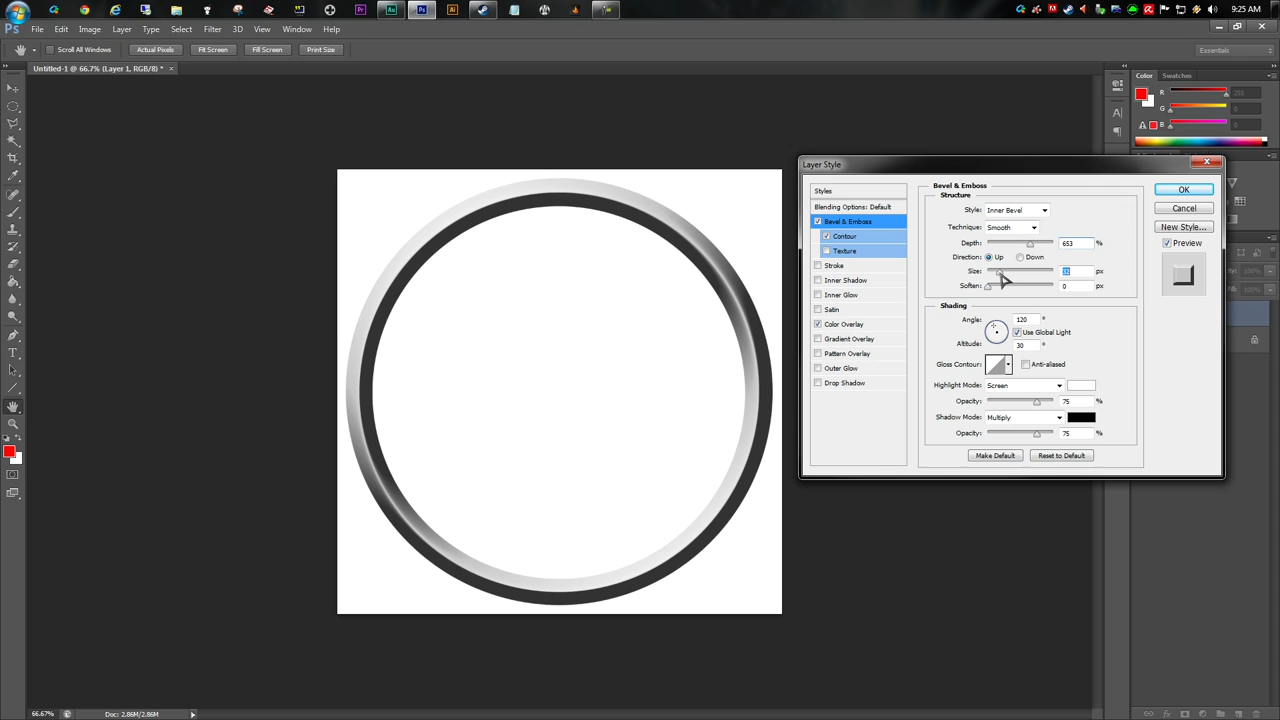 9:25 AM
Ps File Edit Image Layer Type Select Filter 3D View Window Help
Scroll All Windows Actual Pixels Fit Screen Fill Screen Print Size Essentials
Untitled-1 @ 66.7% (Layer 1, RGB/8) * ×
Color Swatches
R 255
G 0
B 0
Layer Style
Styles
Blending Options: Default
Bevel & Emboss
Contour
Texture
Stroke
Inner Shadow
Inner Glow
Satin
Color Overlay
Gradient Overlay
Pattern Overlay
Outer Glow
Drop Shadow
Bevel & Emboss
Structure
Style: Inner Bevel
Technique: Smooth
Depth: 653 %
Direction: Up Down
Size: 32 px
Soften: 0 px
Shading
Angle: 120 °
Use Global Light
Altitude: 30 °
Gloss Contour: Anti-aliased
Highlight Mode: Screen
Opacity: 75 %
Shadow Mode: Multiply
Opacity: 75 %
Make Default Reset to Default
OK
Cancel
New Style...
Preview
66.67% Doc: 2.86M/2.86M